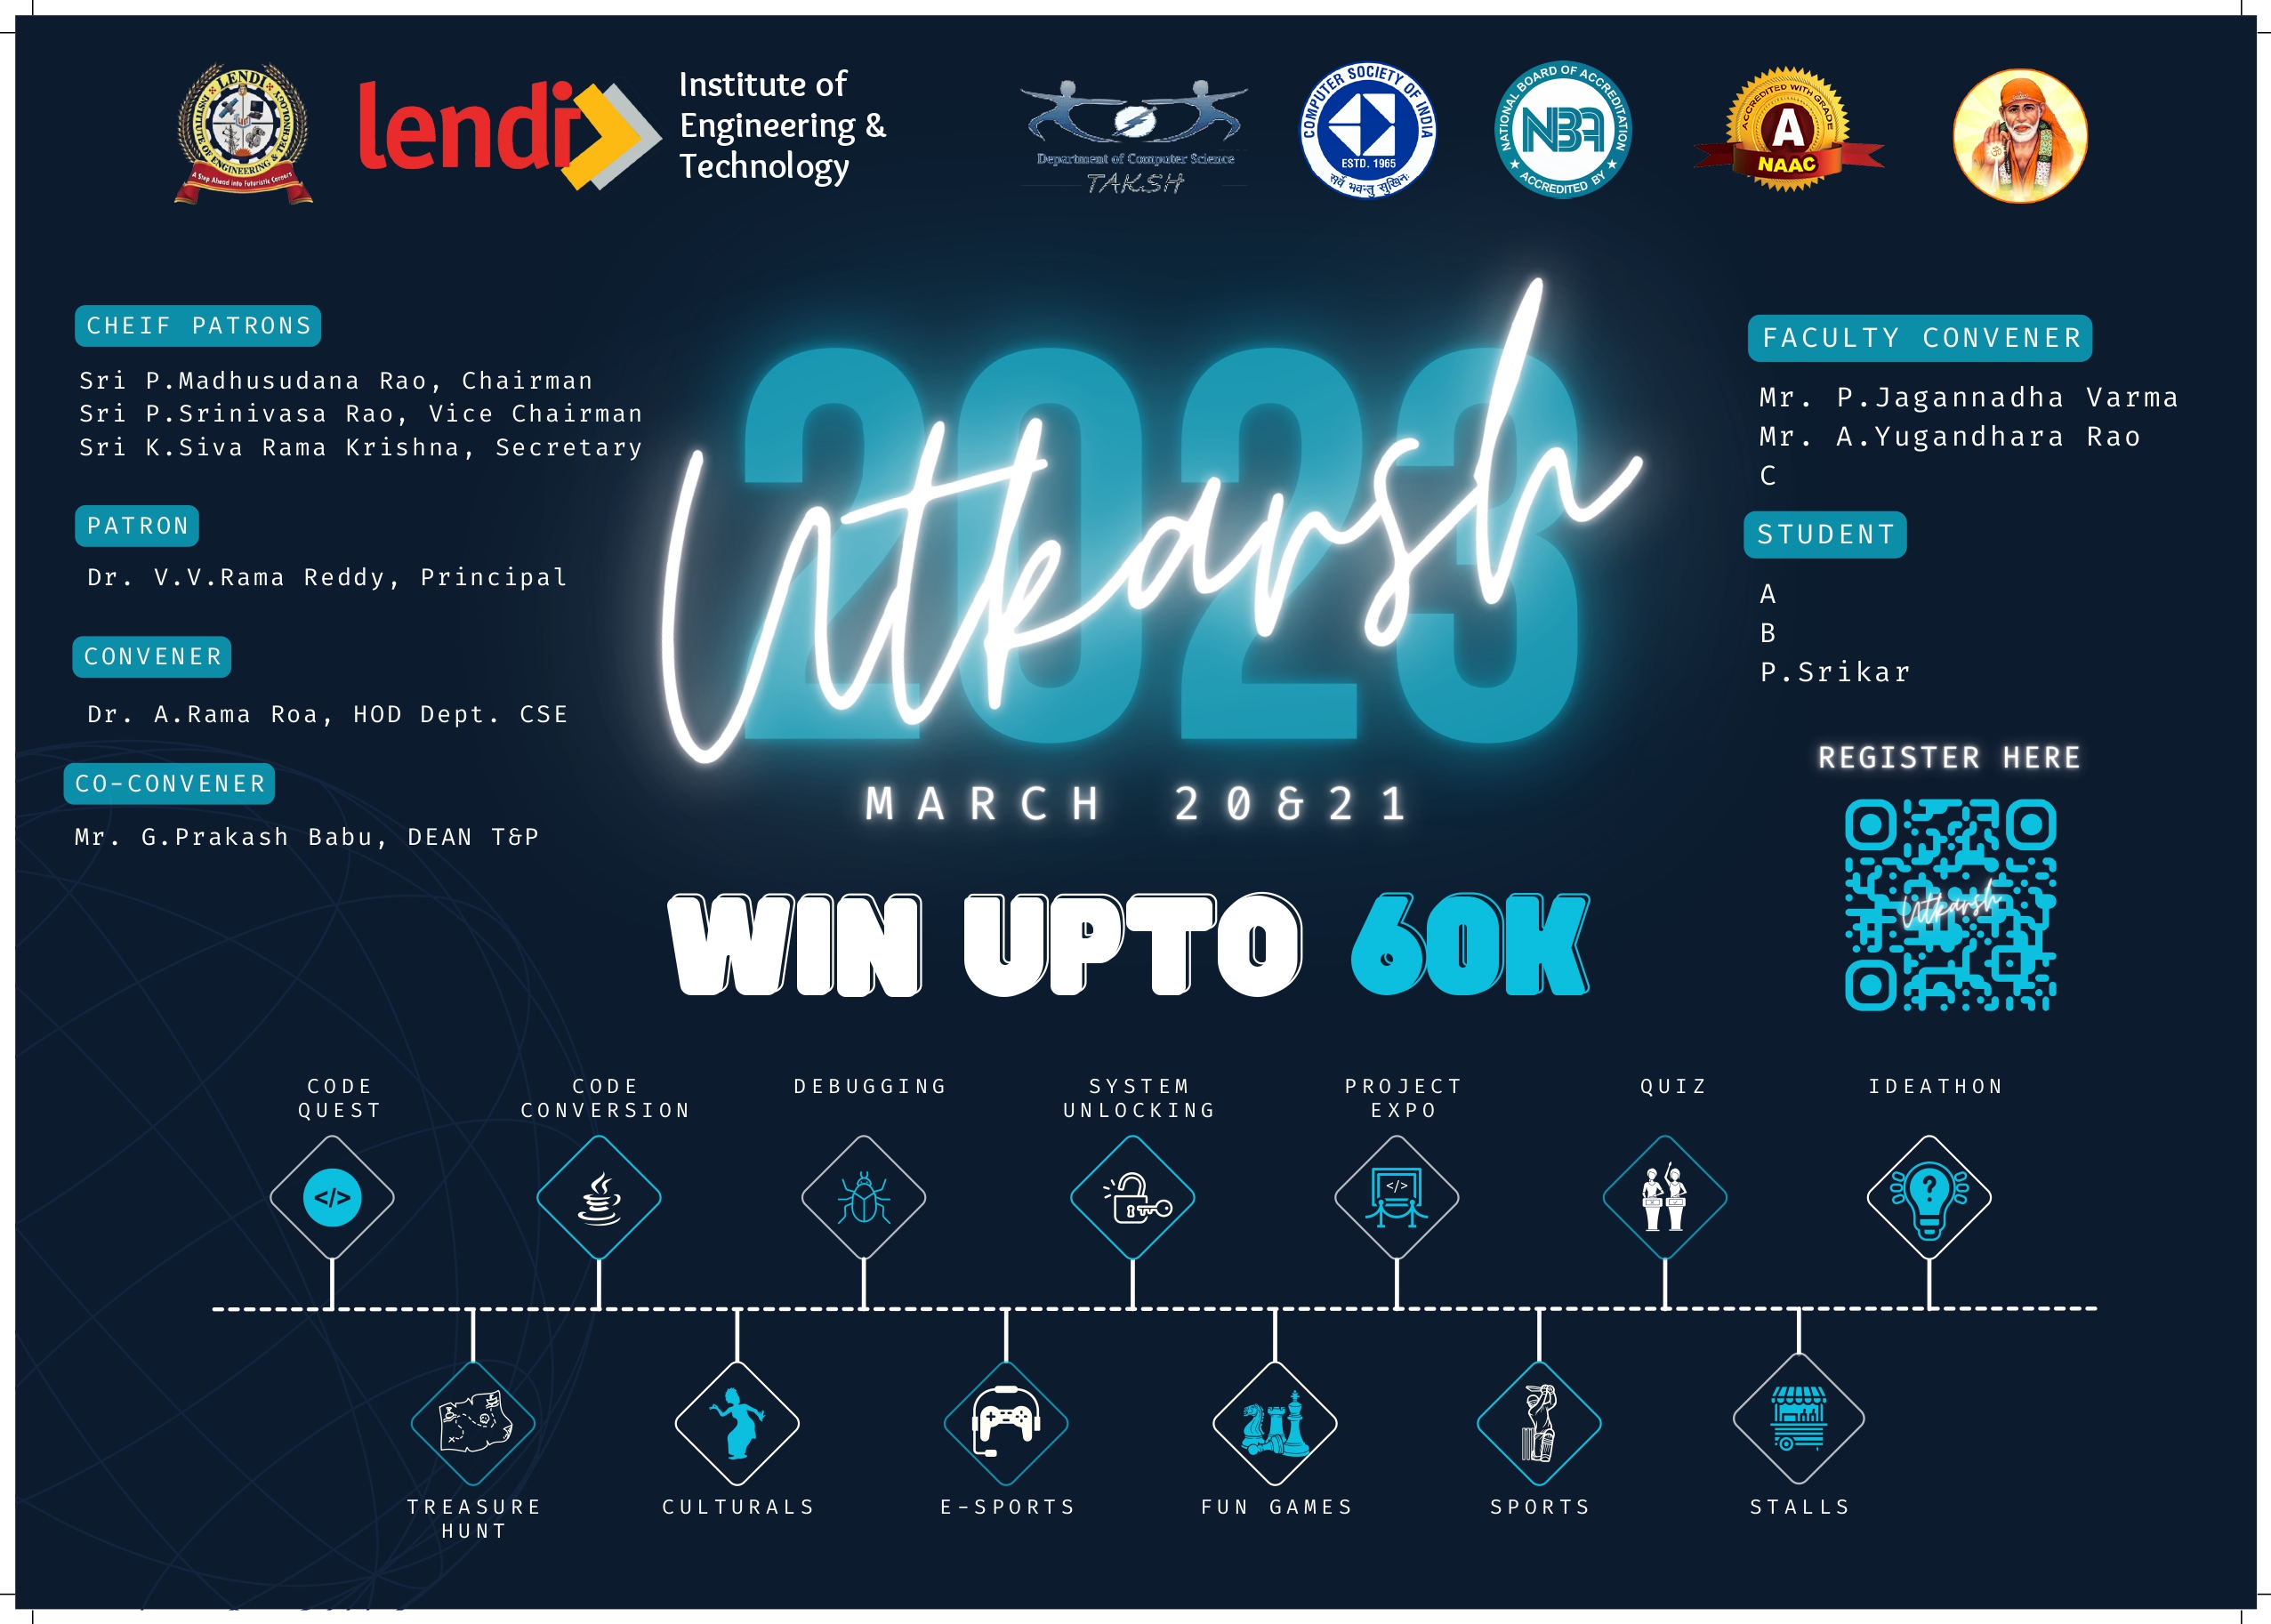 LENDI
INSTITUTE OF ENGINEERING & TECHNOLOGY
A Step Ahead into Futuristic Corners
lendi
Institute of
Engineering &
Technology
Department of Computer Science
TAKSH
COMPUTER SOCIETY OF INDIA
ESTD. 1965
सर्वे भवन्तु सुखिनः
NATIONAL BOARD OF ACCREDITATION
NBA
ACCREDITED BY
ACCREDITED WITH GRADE
A
NAAC
CHEIF PATRONS
Sri P.Madhusudana Rao, Chairman
Sri P.Srinivasa Rao, Vice Chairman
Sri K.Siva Rama Krishna, Secretary
PATRON
Dr. V.V.Rama Reddy, Principal
CONVENER
Dr. A.Rama Roa, HOD Dept. CSE
CO-CONVENER
Mr. G.Prakash Babu, DEAN T&P
2023
Utkarsh
MARCH 20&21
WIN UPTO 60K
FACULTY CONVENER
Mr. P.Jagannadha Varma
Mr. A.Yugandhara Rao
C
STUDENT
A
B
P.Srikar
REGISTER HERE
Utkarsh
CODE
QUEST
CODE
CONVERSION
DEBUGGING
SYSTEM
UNLOCKING
PROJECT
EXPO
QUIZ
IDEATHON
</>
</>
?
TREASURE
HUNT
CULTURALS
E-SPORTS
FUN GAMES
SPORTS
STALLS